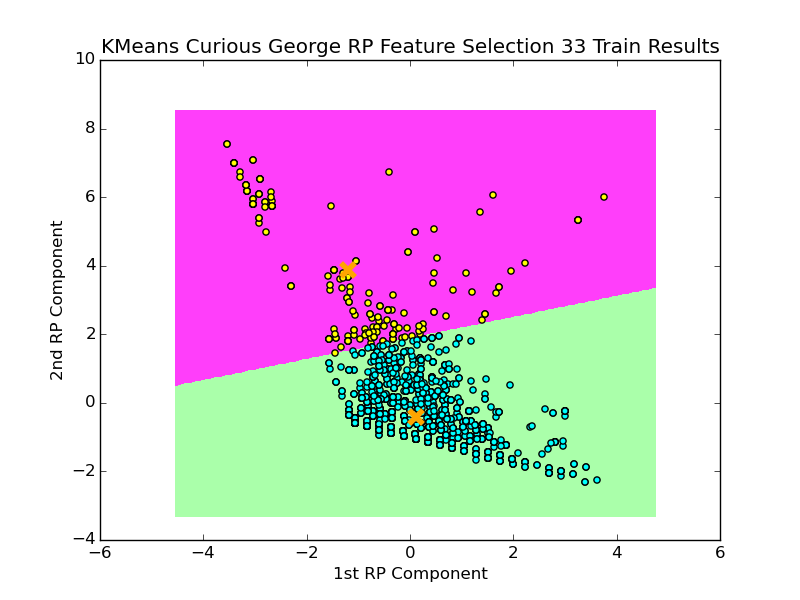 KMeans Curious George RP Feature Selection 33 Train Results
10
8
6
4
2
0
−2
−4
2nd RP Component
−6 −4 −2 0 2 4 6
1st RP Component